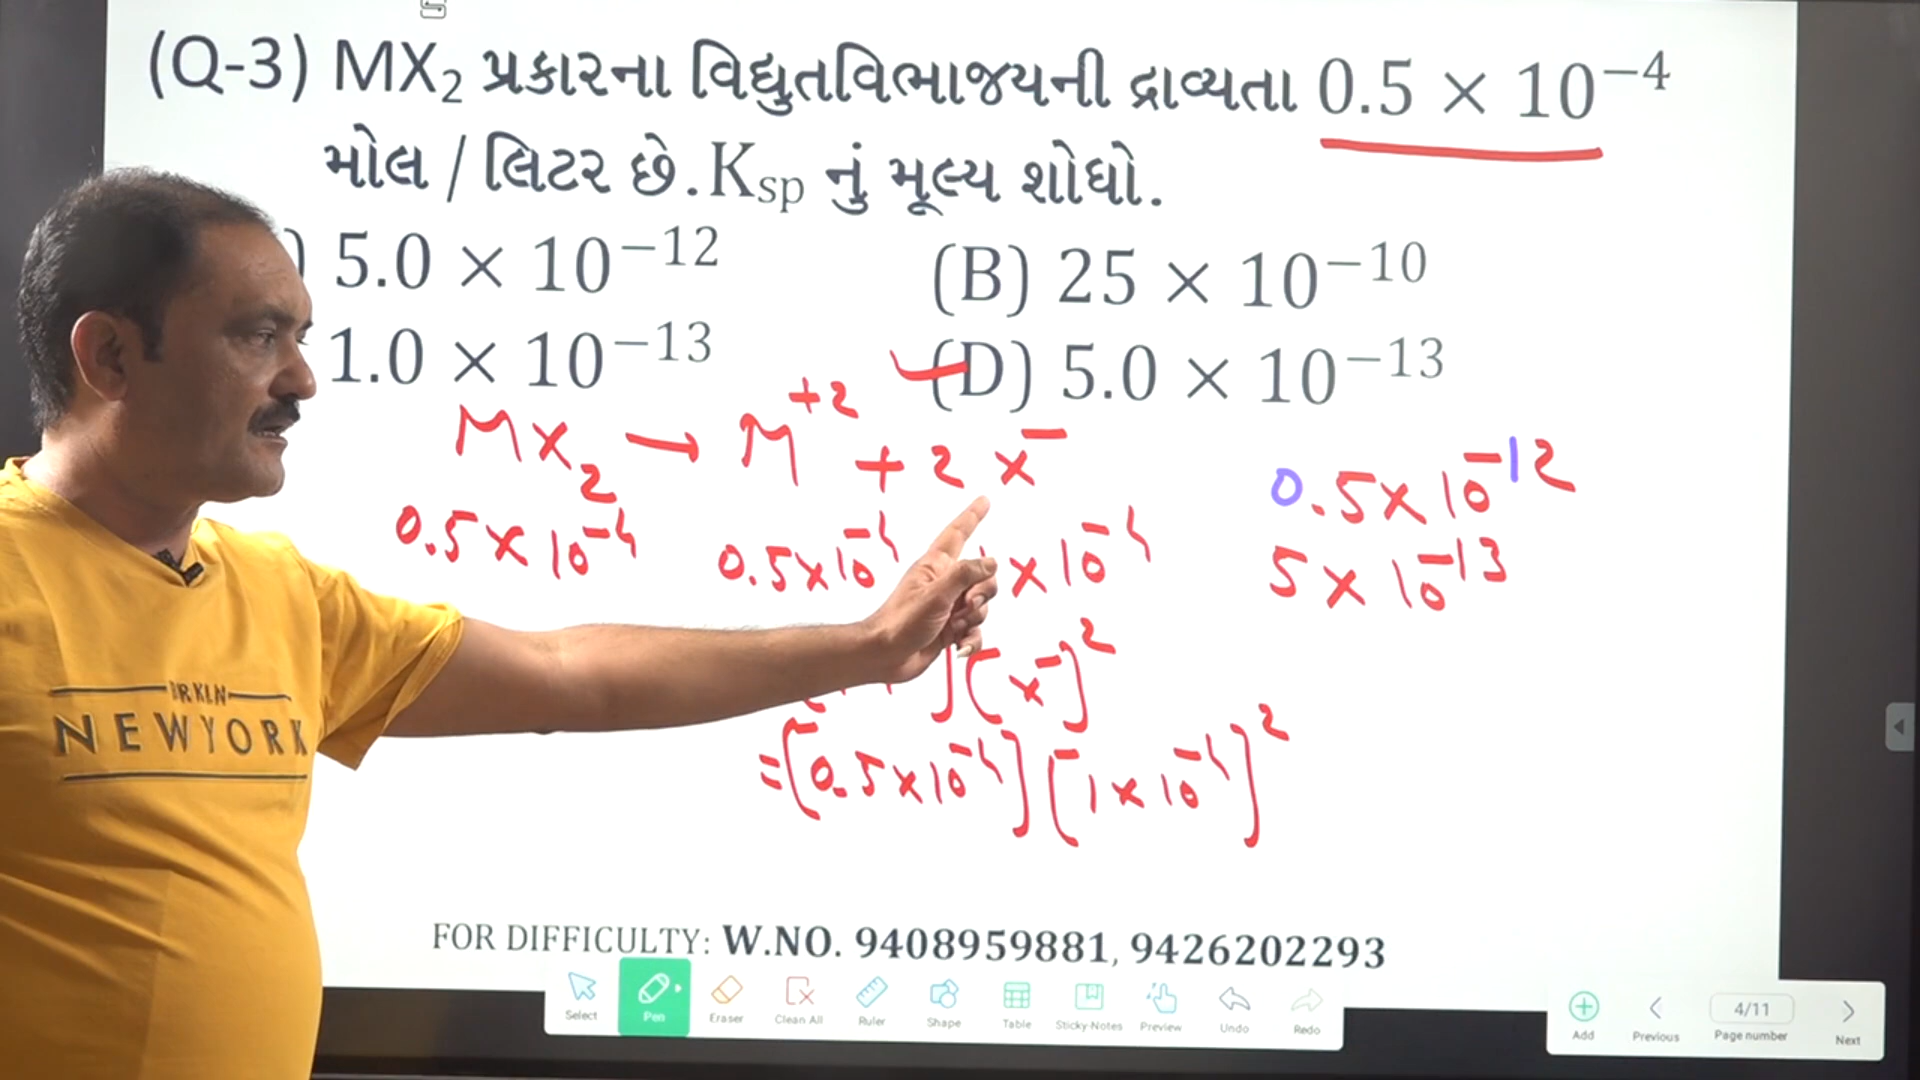 (Q-3) MX₂ પ્રકારના વિદ્યુતવિભાજ્યની દ્રાવ્યતા 0.5 × 10⁻⁴
મોલ / લિટર છે. Ksp નું મૂલ્ય શોધો.
) 5.0 × 10⁻¹² (B) 25 × 10⁻¹⁰
1.0 × 10⁻¹³ (D) 5.0 × 10⁻¹³
MX₂ → M⁺² + 2 X⁻
0.5 × 10⁻⁴ 0.5 × 10⁻⁴ × 10⁻⁴
0.5 × 10⁻¹²
5 × 10⁻¹³
] [X⁻]²
= [0.5 × 10⁻⁴] [1 × 10⁻⁴]²
FOR DIFFICULTY: W.NO. 9408959881, 9426202293
Select Pen Eraser Clean All Ruler Shape Table Sticky-Notes Preview Undo Redo
Add Previous 4/11 Page number Next
NEW YORK